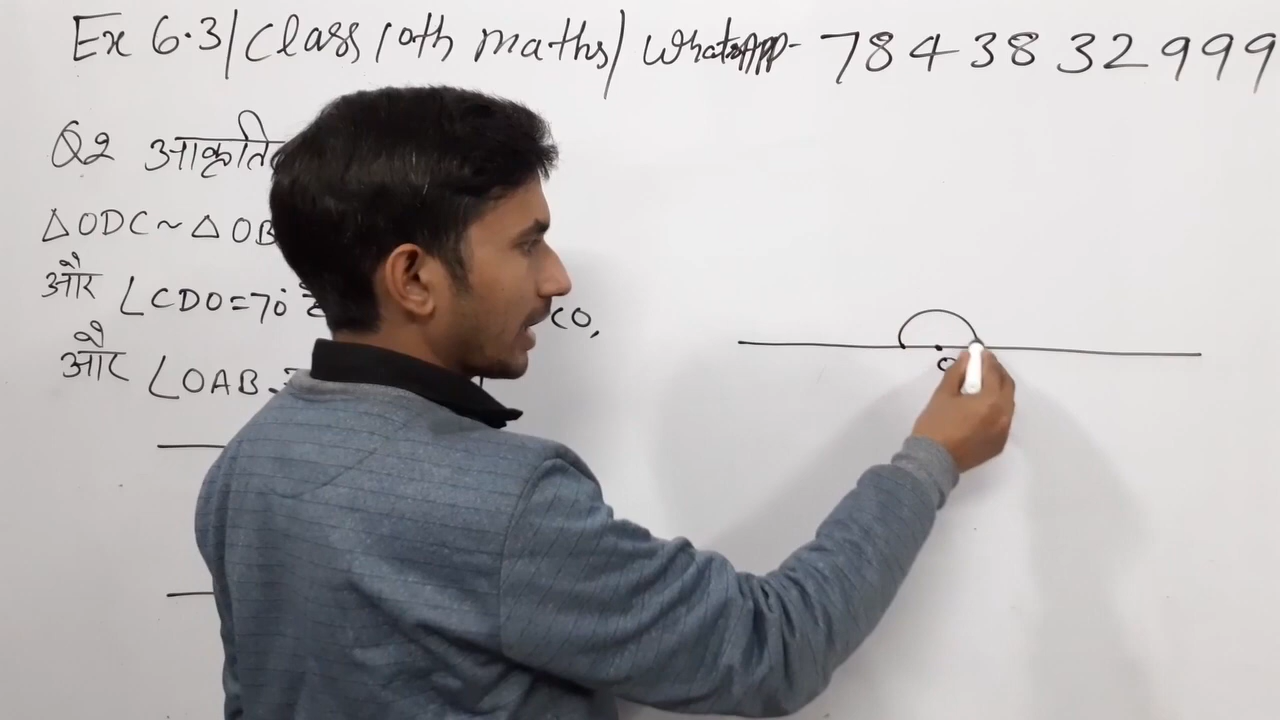 Ex 6.3/Class 10th maths/WhatsApp- 7843832999
Q2 आकृति
△ODC~△OB
और ∠CDO=70° CO,
और ∠OAB
O